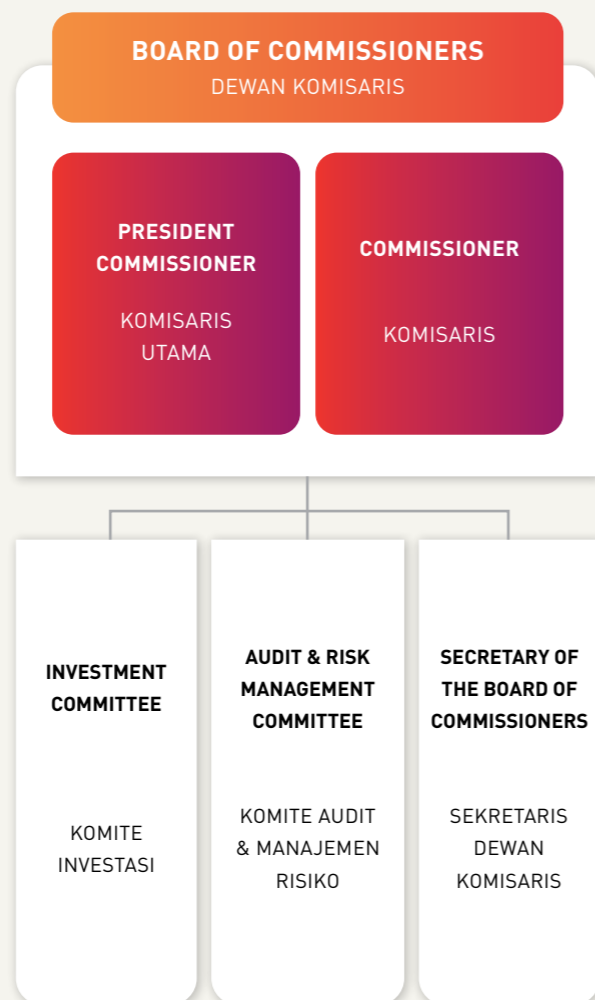 BOARD OF COMMISSIONERS
DEWAN KOMISARIS
PRESIDENT
COMMISSIONER
KOMISARIS
UTAMA
COMMISSIONER
KOMISARIS
INVESTMENT
COMMITTEE
KOMITE
INVESTASI
AUDIT & RISK
MANAGEMENT
COMMITTEE
KOMITE AUDIT
& MANAJEMEN
RISIKO
SECRETARY OF
THE BOARD OF
COMMISSIONERS
SEKRETARIS
DEWAN
KOMISARIS